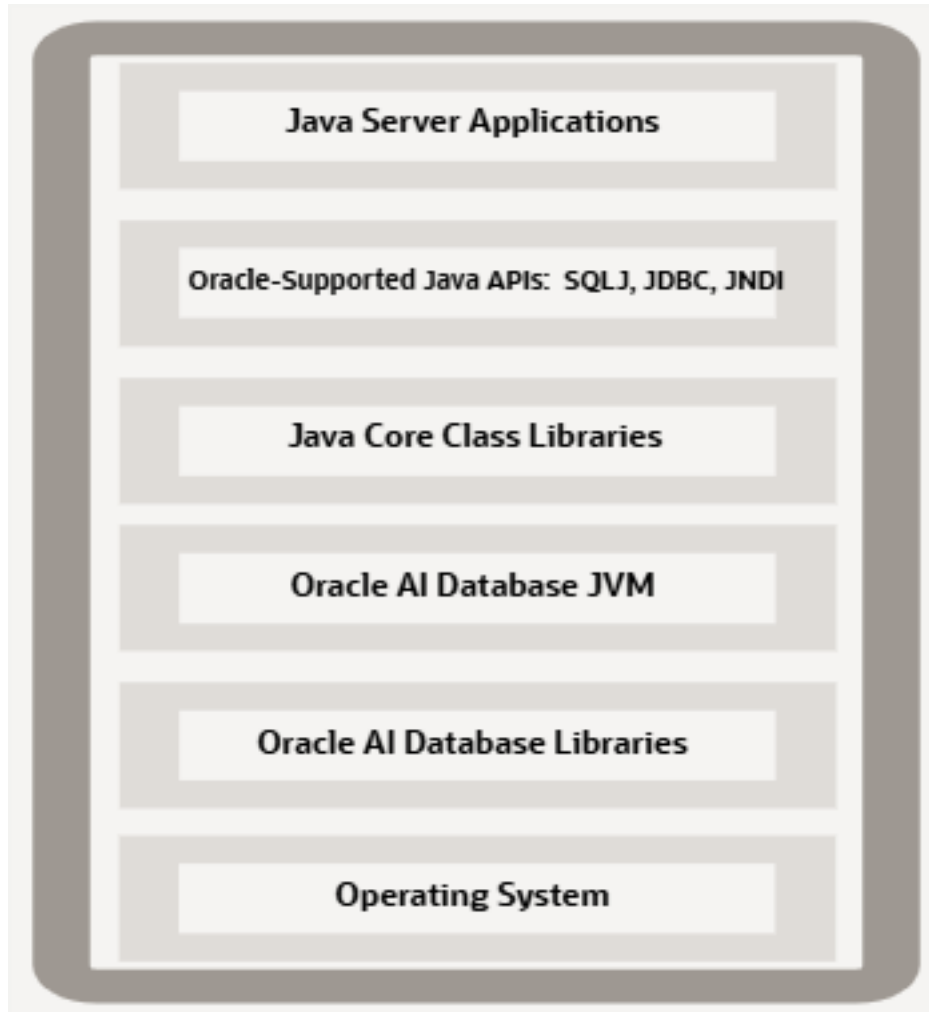 Java Server Applications
Oracle-Supported Java APIs: SQLJ, JDBC, JNDI
Java Core Class Libraries
Oracle AI Database JVM
Oracle AI Database Libraries
Operating System